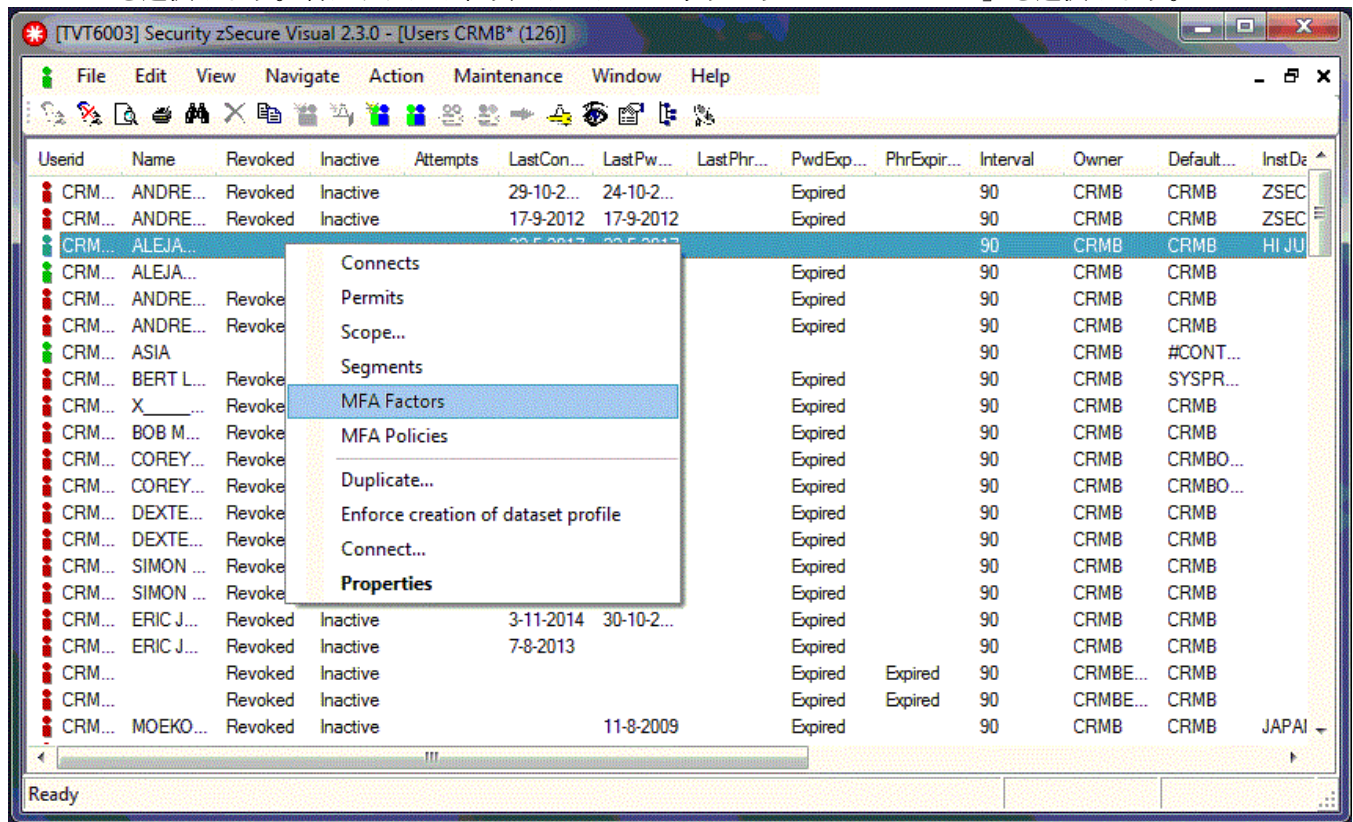 [TVT6003] Security zSecure Visual 2.3.0 - [Users CRMB* (126)]
File Edit View Navigate Action Maintenance Window Help
Userid Name Revoked Inactive Attempts LastCon... LastPw... LastPhr... PwdExp... PhrExpir... Interval Owner Default... InstDa
CRM... ANDRE... Revoked Inactive 29-10-2... 24-10-2... Expired 90 CRMB CRMB ZSEC
CRM... ANDRE... Revoked Inactive 17-9-2012 17-9-2012 Expired 90 CRMB CRMB ZSEC
CRM... ALEJA... 90 CRMB CRMB HI JU
CRM... ALEJA... Expired 90 CRMB CRMB
CRM... ANDRE... Revoke Expired 90 CRMB CRMB
CRM... ANDRE... Revoke Expired 90 CRMB CRMB
CRM... ASIA 90 CRMB #CONT...
CRM... BERT L... Revoke Expired 90 CRMB SYSPR...
CRM... X_____... Revoke Expired 90 CRMB CRMB
CRM... BOB M... Revoke Expired 90 CRMB CRMB
CRM... COREY... Revoke Expired 90 CRMB CRMBO...
CRM... COREY... Revoke Expired 90 CRMB CRMBO...
CRM... DEXTE... Revoke Expired 90 CRMB CRMB
CRM... DEXTE... Revoke Expired 90 CRMB CRMB
CRM... SIMON ... Revoke Expired 90 CRMB CRMB
CRM... SIMON ... Revoke Expired 90 CRMB CRMB
CRM... ERIC J... Revoked Inactive 3-11-2014 30-10-2... Expired 90 CRMB CRMB
CRM... ERIC J... Revoked Inactive 7-8-2013 Expired 90 CRMB CRMB
CRM... Revoked Inactive Expired Expired 90 CRMBE... CRMB
CRM... Revoked Inactive Expired Expired 90 CRMBE... CRMB
CRM... MOEKO... Revoked Inactive 11-8-2009 Expired 90 CRMB CRMB JAPAI
Connects
Permits
Scope...
Segments
MFA Factors
MFA Policies
Duplicate...
Enforce creation of dataset profile
Connect...
Properties
Ready